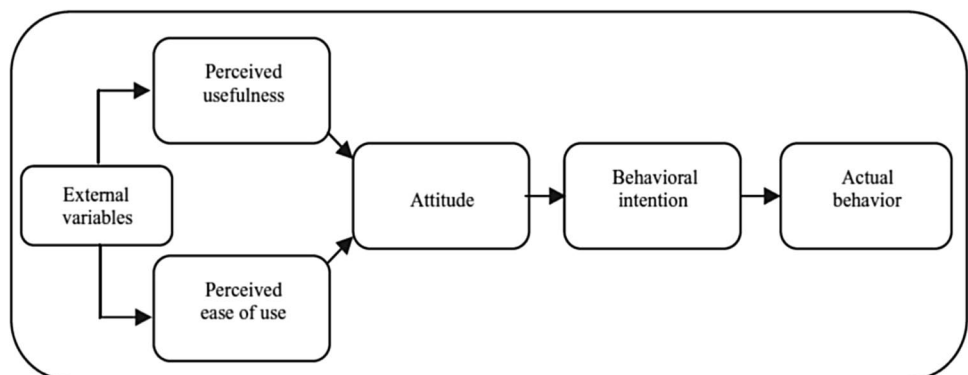 Perceived
usefulness
External
variables
Perceived
ease of use
Attitude
Behavioral
intention
Actual
behavior